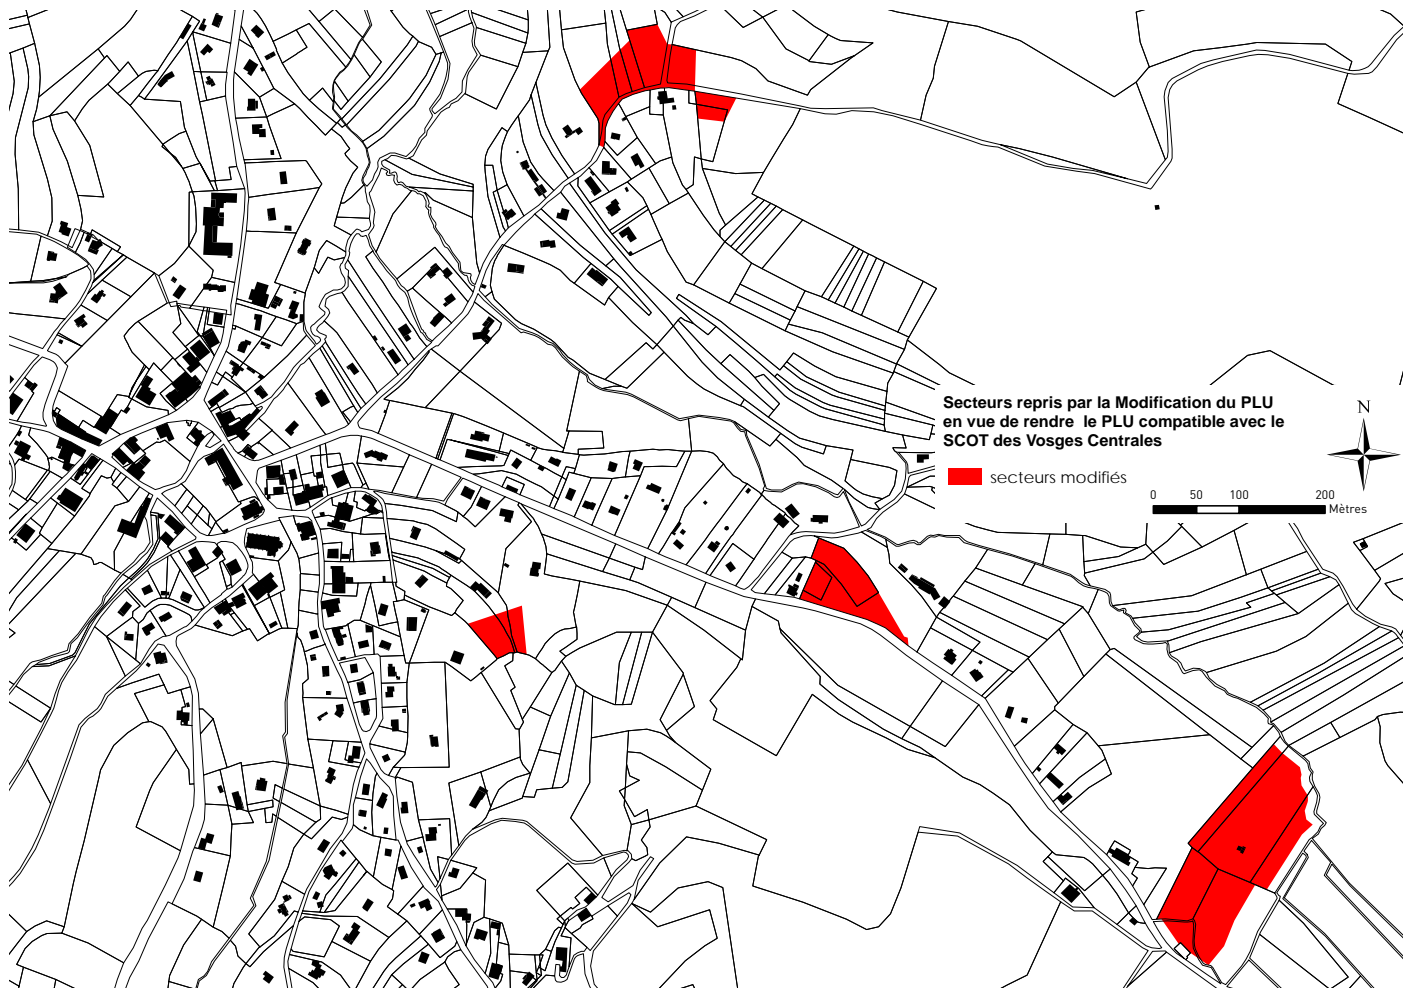 Secteurs repris par la Modification du PLU
en vue de rendre le PLU compatible avec le
SCOT des Vosges Centrales
N
secteurs modifiés
0 50 100 200
Mètres